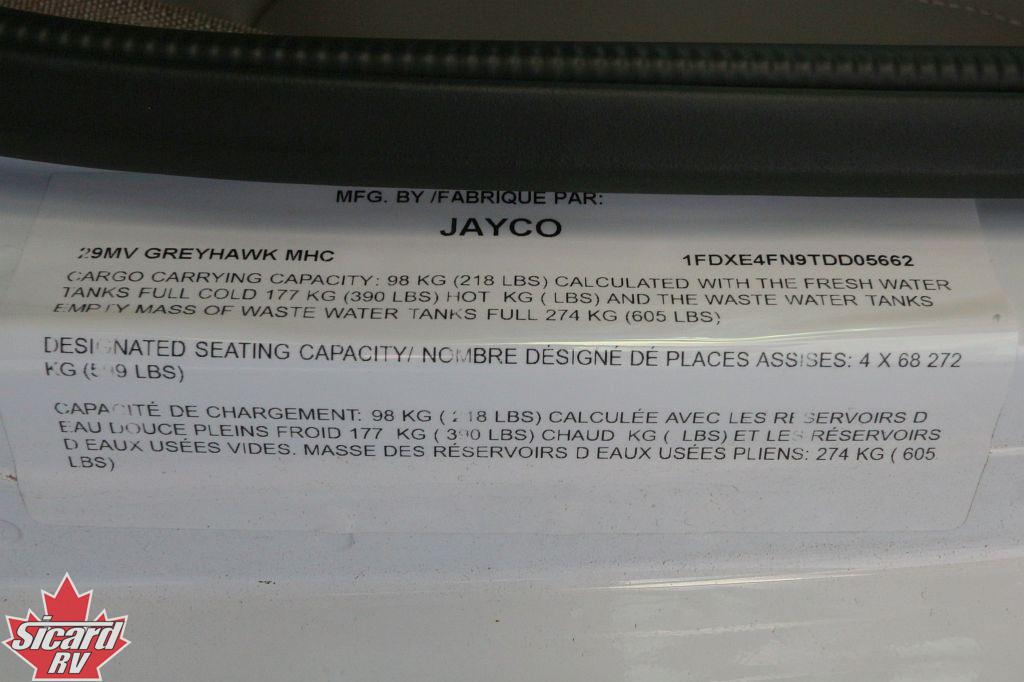 MFG. BY /FABRIQUE PAR:
JAYCO
29MV GREYHAWK MHC 1FDXE4FN9TDD05662
CARGO CARRYING CAPACITY: 98 KG (218 LBS) CALCULATED WITH THE FRESH WATER
TANKS FULL COLD 177 KG (390 LBS) HOT KG ( LBS) AND THE WASTE WATER TANKS
EMPTY MASS OF WASTE WATER TANKS FULL 274 KG (605 LBS)
DESIGNATED SEATING CAPACITY/ NOMBRE DÉSIGNÉ DÉ PLACES ASSISES: 4 X 68 272
KG (599 LBS)
CAPACITÉ DE CHARGEMENT: 98 KG ( 218 LBS) CALCULÉE AVEC LES RESERVOIRS D
EAU DOUCE PLEINS FROID 177 KG ( 390 LBS) CHAUD KG ( LBS) ET LES RÉSERVOIRS
D EAUX USÉES VIDES. MASSE DES RÉSERVOIRS D EAUX USÉES PLIENS: 274 KG ( 605
LBS)
Sicard
RV